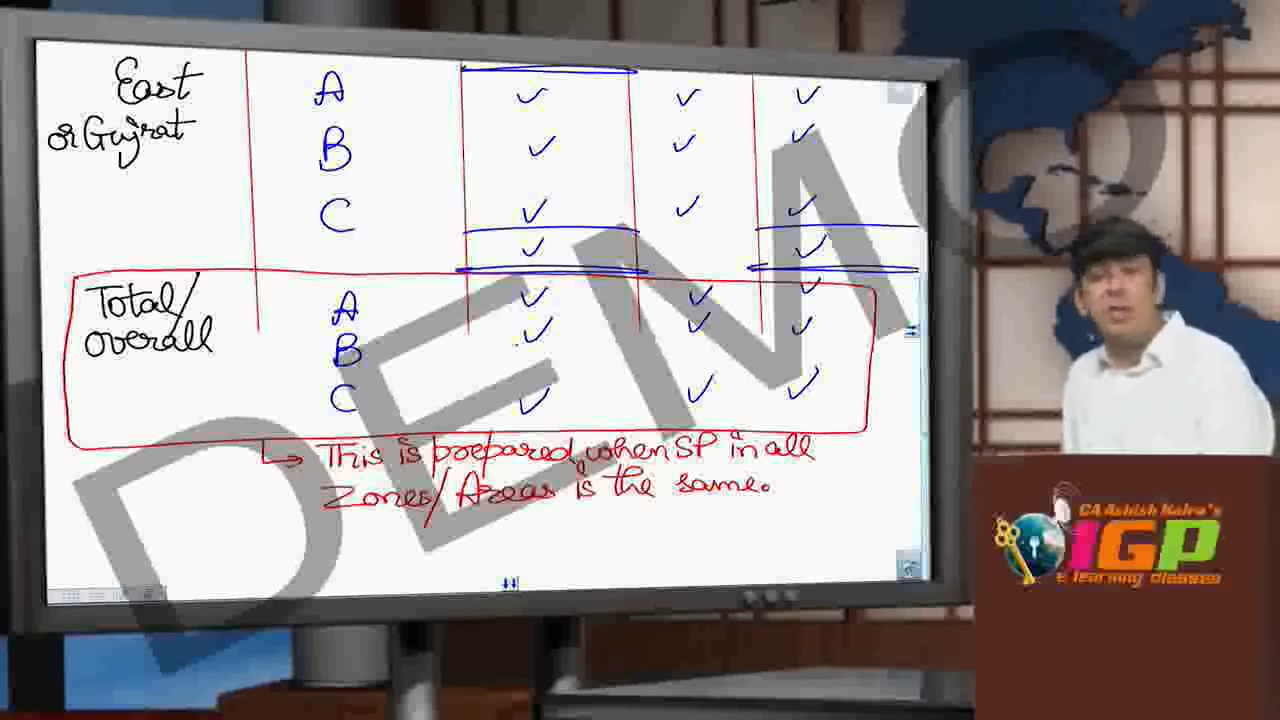 East A ✓ ✓ ✓
or Gujrat B ✓ ✓ ✓
C ✓ ✓ ✓
✓ ✓
Total/ A ✓ ✓ ✓
overall B ✓ ✓ ✓
C ✓ ✓ ✓
↳ This is prepared, when SP in all
Zones/Areas is the same.
DEMO
CA Ashish Kalra's
IGP
e learning classes